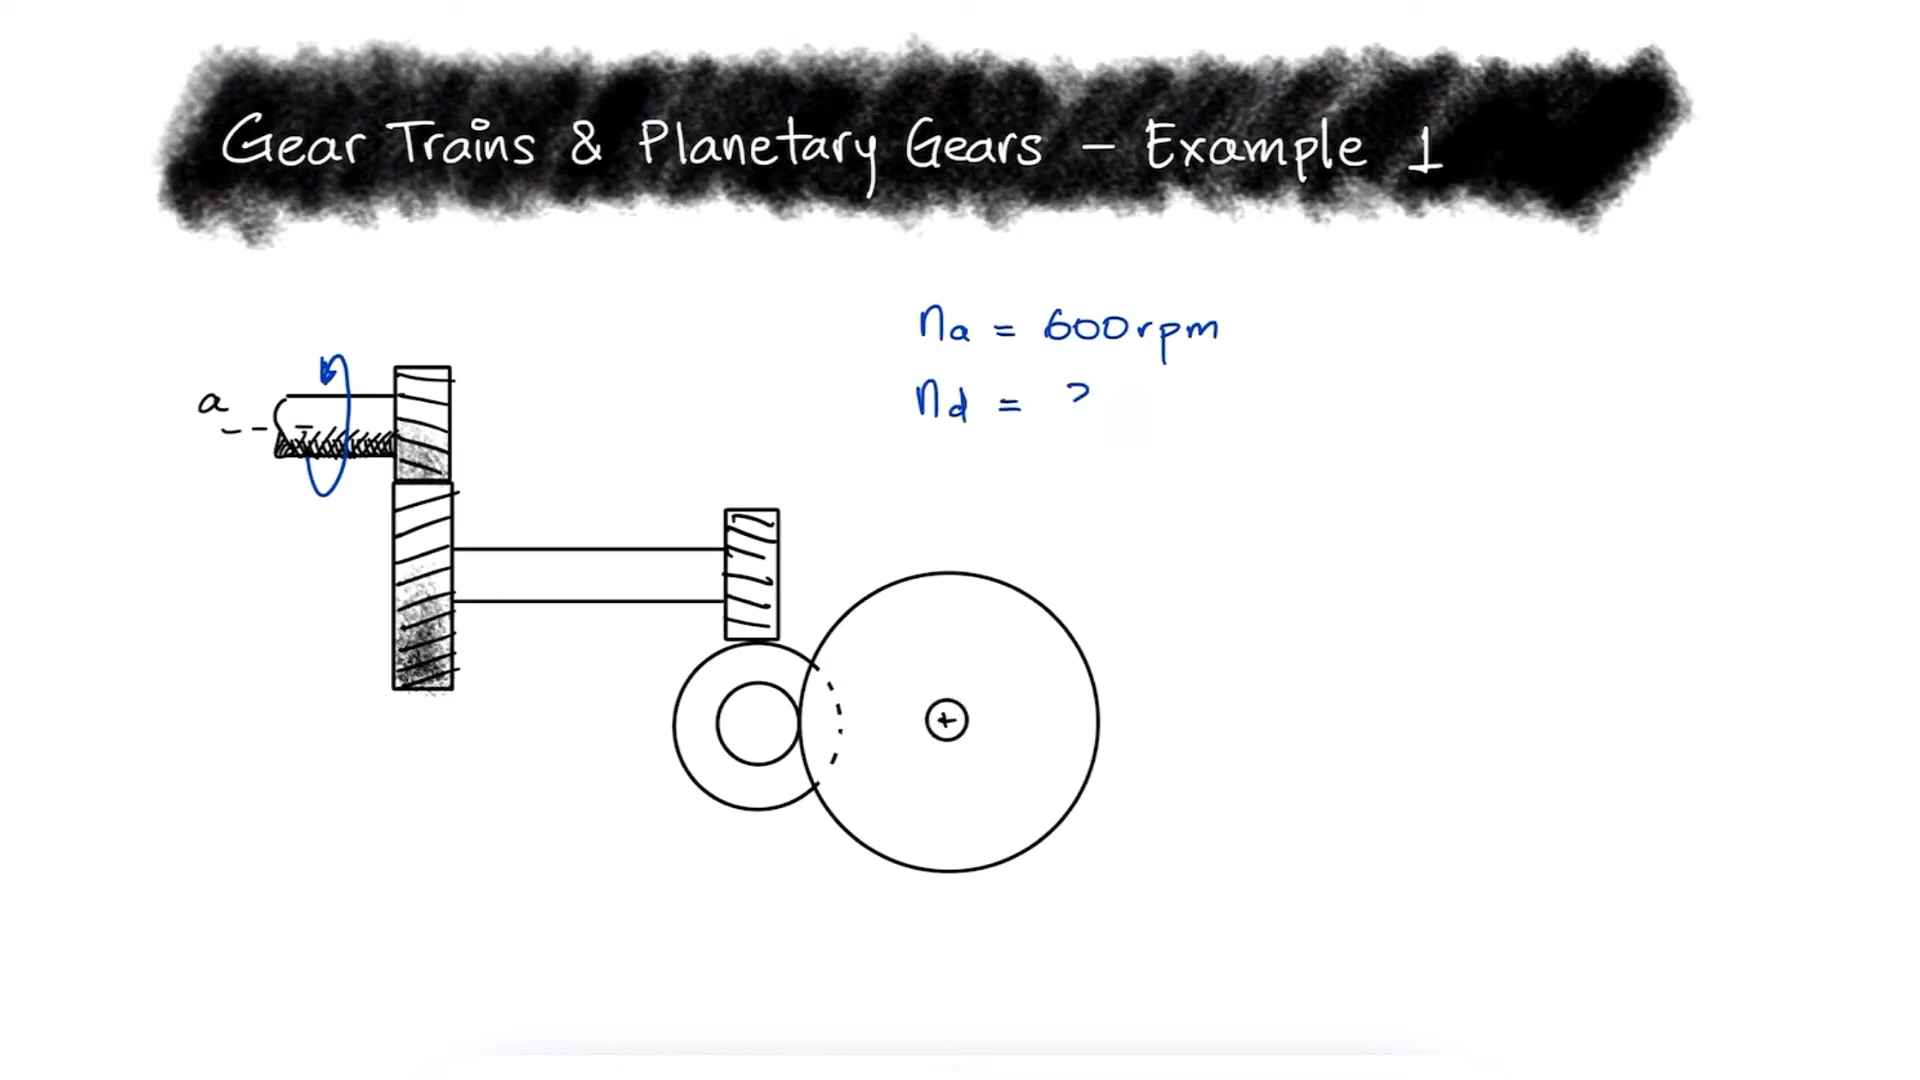 Gear Trains & Planetary Gears - Example 1
na = 600rpm
nd = ?
a